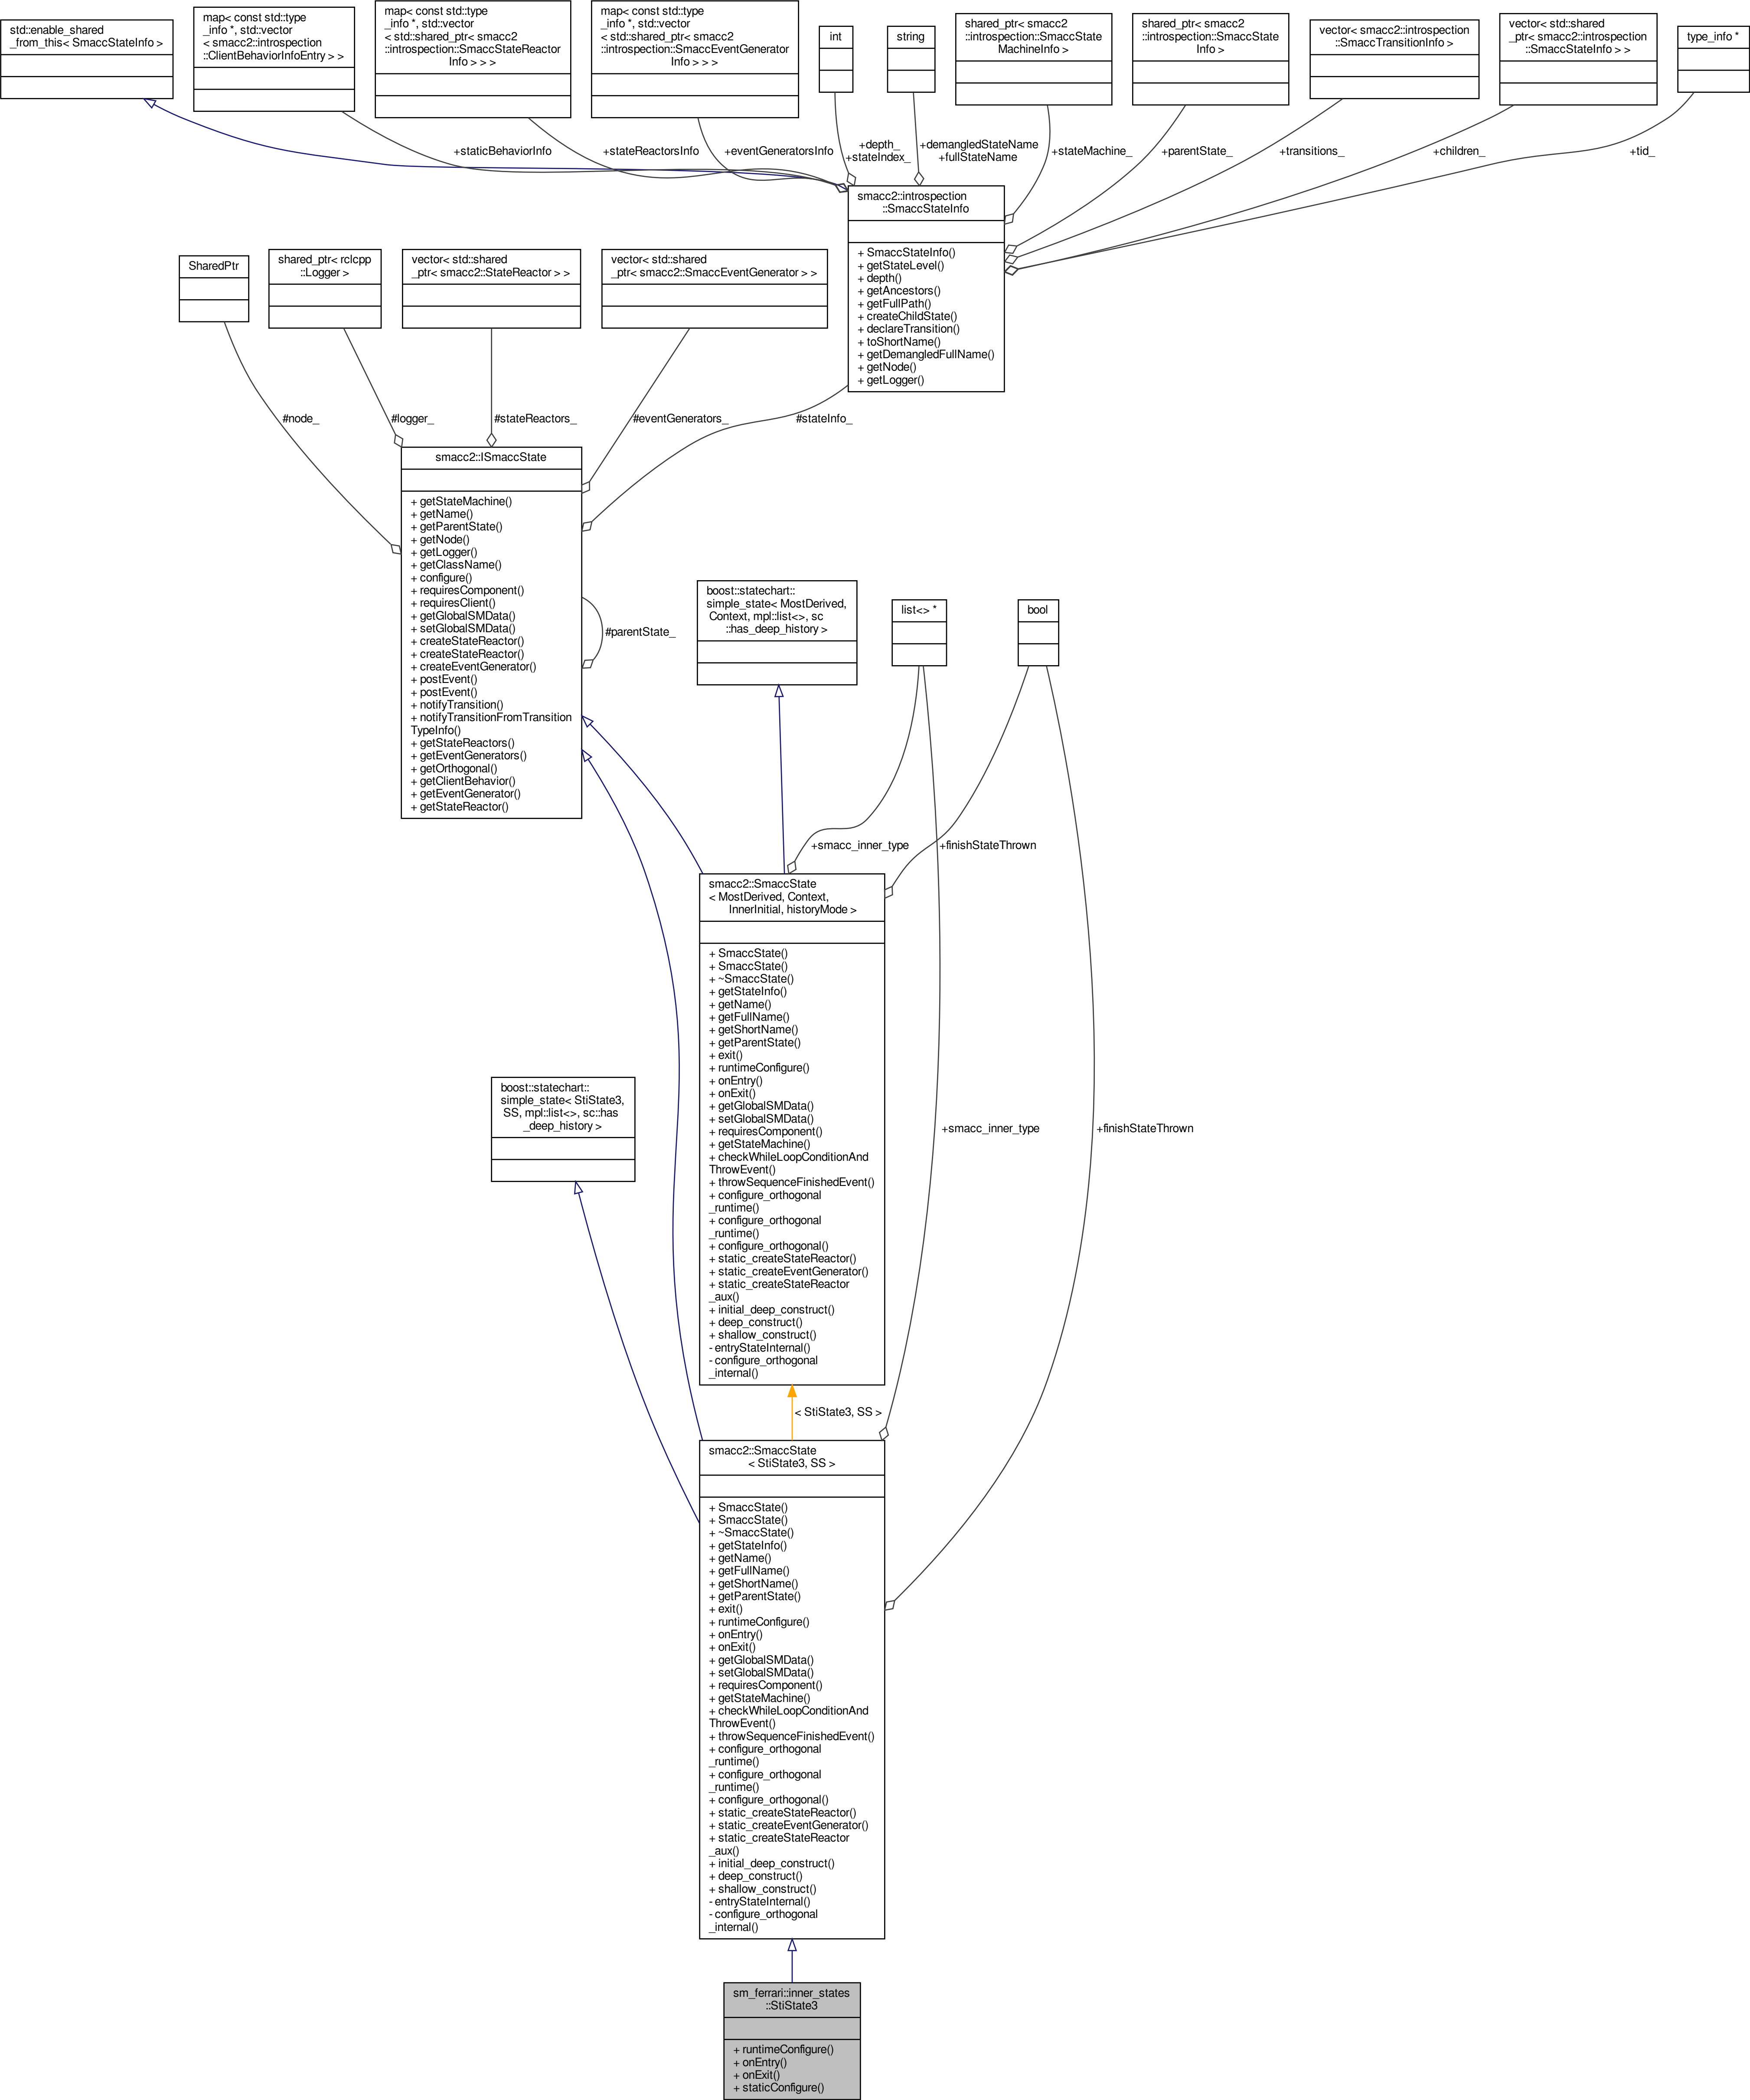 std::enable_shared
_from_this< SmaccStateInfo >
map< const std::type
_info *, std::vector
< smacc2::introspection
::ClientBehaviorInfoEntry > >
map< const std::type
_info *, std::vector
< std::shared_ptr< smacc2
::introspection::SmaccStateReactor
Info > > >
map< const std::type
_info *, std::vector
< std::shared_ptr< smacc2
::introspection::SmaccEventGenerator
Info > > >
int
string
shared_ptr< smacc2
::introspection::SmaccState
MachineInfo >
shared_ptr< smacc2
::introspection::SmaccState
Info >
vector< smacc2::introspection
::SmaccTransitionInfo >
vector< std::shared
_ptr< smacc2::introspection
::SmaccStateInfo > >
type_info *
+staticBehaviorInfo
+stateReactorsInfo
+eventGeneratorsInfo
+depth_
+stateIndex_
+demangledStateName
+fullStateName
+stateMachine_
+parentState_
+transitions_
+children_
+tid_
smacc2::introspection
::SmaccStateInfo
+ SmaccStateInfo()
+ getStateLevel()
+ depth()
+ getAncestors()
+ getFullPath()
+ createChildState()
+ declareTransition()
+ toShortName()
+ getDemangledFullName()
+ getNode()
+ getLogger()
SharedPtr
shared_ptr< rclcpp
::Logger >
vector< std::shared
_ptr< smacc2::StateReactor > >
vector< std::shared
_ptr< smacc2::SmaccEventGenerator > >
#node_
#logger_
#stateReactors_
#eventGenerators_
#stateInfo_
smacc2::ISmaccState
+ getStateMachine()
+ getName()
+ getParentState()
+ getNode()
+ getLogger()
+ getClassName()
+ configure()
+ requiresComponent()
+ requiresClient()
+ getGlobalSMData()
+ setGlobalSMData()
+ createStateReactor()
+ createStateReactor()
+ createEventGenerator()
+ postEvent()
+ postEvent()
+ notifyTransition()
+ notifyTransitionFromTransition
TypeInfo()
+ getStateReactors()
+ getEventGenerators()
+ getOrthogonal()
+ getClientBehavior()
+ getEventGenerator()
+ getStateReactor()
#parentState_
boost::statechart::
simple_state< MostDerived,
Context, mpl::list<>, sc
::has_deep_history >
list<> *
bool
+smacc_inner_type
+finishStateThrown
smacc2::SmaccState
< MostDerived, Context,
InnerInitial, historyMode >
+ SmaccState()
+ SmaccState()
+ ~SmaccState()
+ getStateInfo()
+ getName()
+ getFullName()
+ getShortName()
+ getParentState()
+ exit()
+ runtimeConfigure()
+ onEntry()
+ onExit()
+ getGlobalSMData()
+ setGlobalSMData()
+ requiresComponent()
+ getStateMachine()
+ checkWhileLoopConditionAnd
ThrowEvent()
+ throwSequenceFinishedEvent()
+ configure_orthogonal
_runtime()
+ configure_orthogonal
_runtime()
+ configure_orthogonal()
+ static_createStateReactor()
+ static_createEventGenerator()
+ static_createStateReactor
_aux()
+ initial_deep_construct()
+ deep_construct()
+ shallow_construct()
- entryStateInternal()
- configure_orthogonal
_internal()
boost::statechart::
simple_state< StiState3,
SS, mpl::list<>, sc::has
_deep_history >
+smacc_inner_type
+finishStateThrown
< StiState3, SS >
smacc2::SmaccState
< StiState3, SS >
+ SmaccState()
+ SmaccState()
+ ~SmaccState()
+ getStateInfo()
+ getName()
+ getFullName()
+ getShortName()
+ getParentState()
+ exit()
+ runtimeConfigure()
+ onEntry()
+ onExit()
+ getGlobalSMData()
+ setGlobalSMData()
+ requiresComponent()
+ getStateMachine()
+ checkWhileLoopConditionAnd
ThrowEvent()
+ throwSequenceFinishedEvent()
+ configure_orthogonal
_runtime()
+ configure_orthogonal
_runtime()
+ configure_orthogonal()
+ static_createStateReactor()
+ static_createEventGenerator()
+ static_createStateReactor
_aux()
+ initial_deep_construct()
+ deep_construct()
+ shallow_construct()
- entryStateInternal()
- configure_orthogonal
_internal()
sm_ferrari::inner_states
::StiState3
+ runtimeConfigure()
+ onEntry()
+ onExit()
+ staticConfigure()